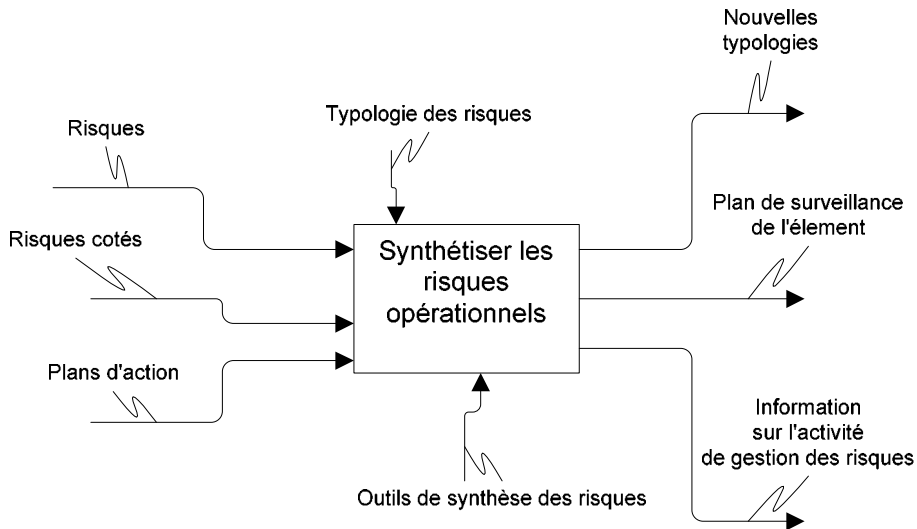 Nouvelles
typologies
Typologie des risques
Risques
Plan de surveillance
de l'élement
Risques cotés
Synthétiser les
risques
opérationnels
Plans d'action
Information
sur l'activité
de gestion des risques
Outils de synthèse des risques